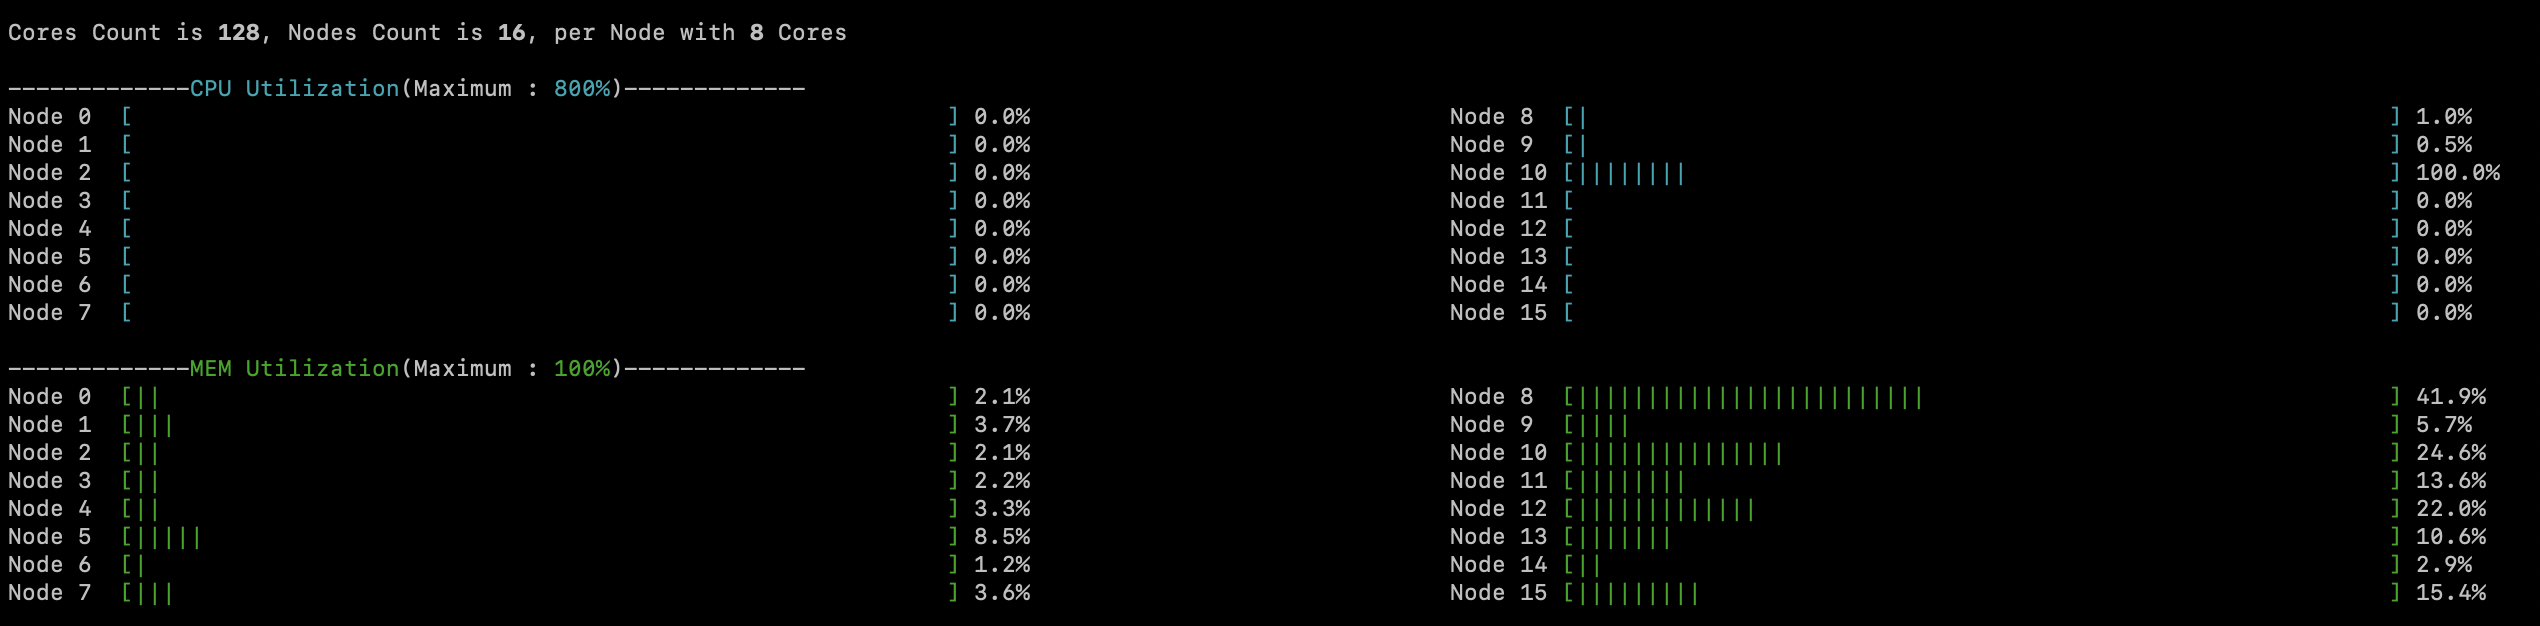 Cores Count is 128, Nodes Count is 16, per Node with 8 Cores
-------------CPU Utilization(Maximum : 800%)-------------
Node 0 [ ] 0.0% Node 8 [| ] 1.0%
Node 1 [ ] 0.0% Node 9 [| ] 0.5%
Node 2 [ ] 0.0% Node 10 [|||||||| ] 100.0%
Node 3 [ ] 0.0% Node 11 [ ] 0.0%
Node 4 [ ] 0.0% Node 12 [ ] 0.0%
Node 5 [ ] 0.0% Node 13 [ ] 0.0%
Node 6 [ ] 0.0% Node 14 [ ] 0.0%
Node 7 [ ] 0.0% Node 15 [ ] 0.0%
-------------MEM Utilization(Maximum : 100%)-------------
Node 0 [|| ] 2.1% Node 8 [||||||||||||||||||||||||| ] 41.9%
Node 1 [||| ] 3.7% Node 9 [|||| ] 5.7%
Node 2 [|| ] 2.1% Node 10 [||||||||||||||| ] 24.6%
Node 3 [|| ] 2.2% Node 11 [|||||||| ] 13.6%
Node 4 [|| ] 3.3% Node 12 [||||||||||||| ] 22.0%
Node 5 [||||| ] 8.5% Node 13 [||||||| ] 10.6%
Node 6 [| ] 1.2% Node 14 [|| ] 2.9%
Node 7 [||| ] 3.6% Node 15 [||||||||| ] 15.4%